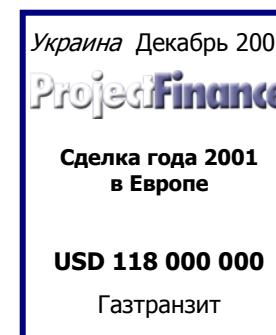 Украина Декабрь 200
ProjectFinance
Сделка года 2001
в Европе
USD 118 000 000
Газтранзит